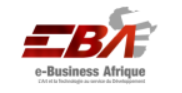 EBA
e-Business Afrique
L'Art et la Technologie au service du Développement